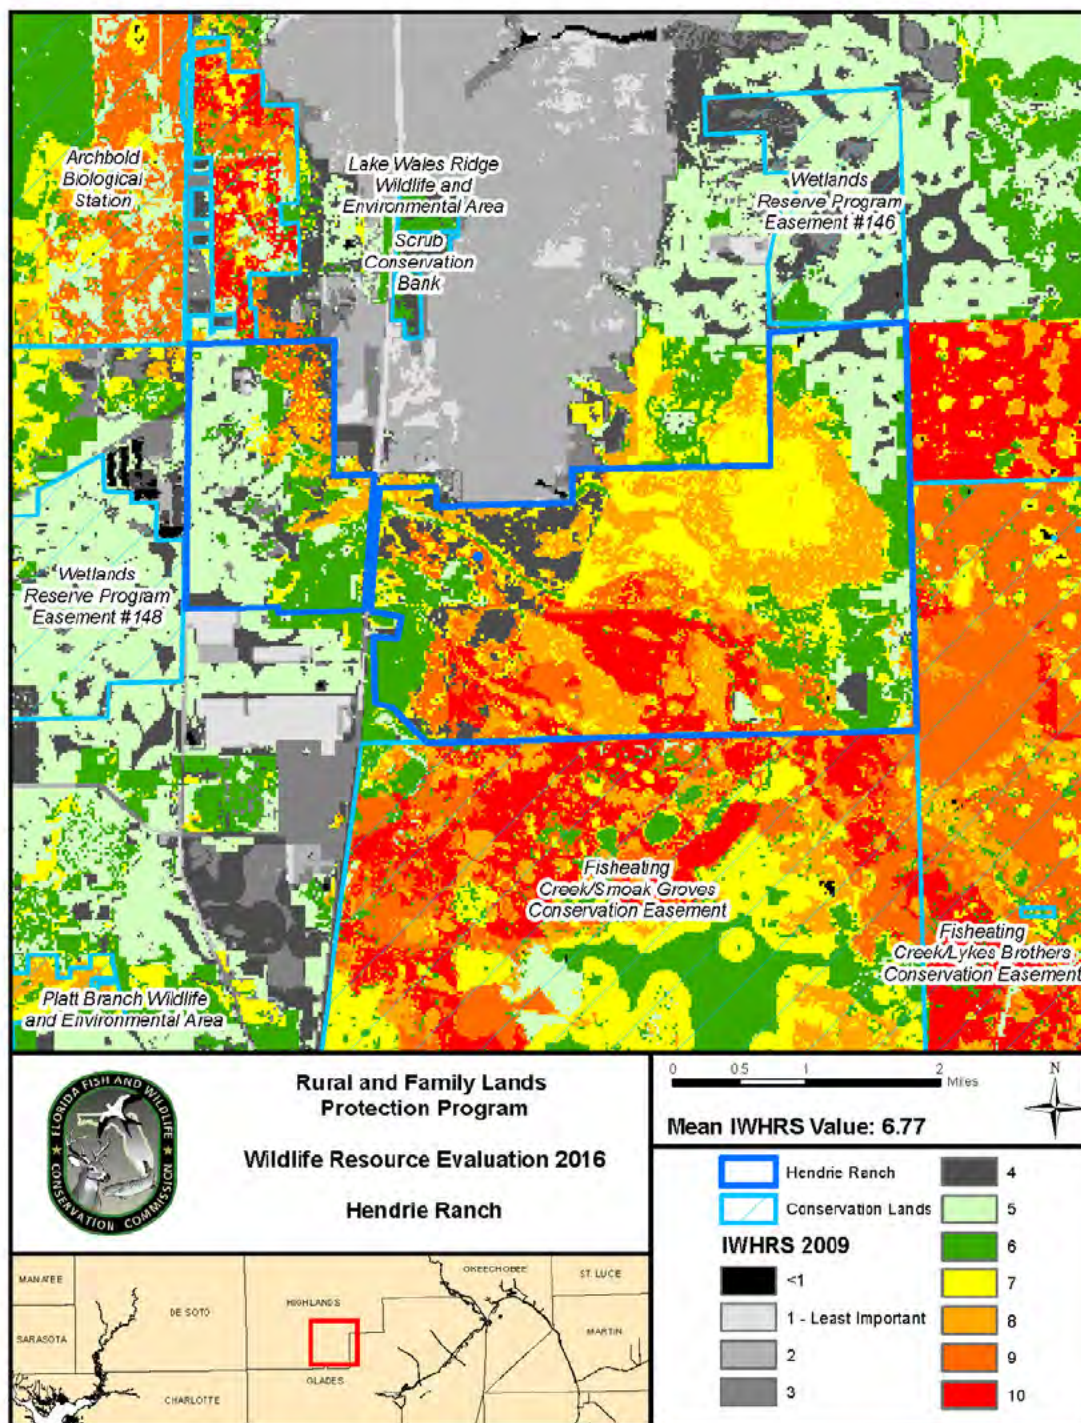 Archbold
Biological
Station
Lake Wales Ridge
Wildlife and
Environmental Area
Scrub
Conservation
Bank
Wetlands
Reserve Program
Easement #146
Wetlands
Reserve Program
Easement #148
Fisheating
Creek/Smoak Groves
Conservation Easement
Fisheating
Creek/Lykes Brothers
Conservation Easement
Platt Branch Wildlife
and Environmental Area
FLORIDA FISH AND WILDLIFE
CONSERVATION COMMISSION
Rural and Family Lands
Protection Program
Wildlife Resource Evaluation 2016
Hendrie Ranch
0 0.5 1 2 Miles
N
Mean IWHRS Value: 6.77
Hendrie Ranch
Conservation Lands
IWHRS 2009
<1
1 - Least Important
2
3
4
5
6
7
8
9
10
MANATEE
SARASOTA
DE SOTO
CHARLOTTE
HIGHLANDS
GLADES
OKEECHOBEE
ST. LUCIE
MARTIN